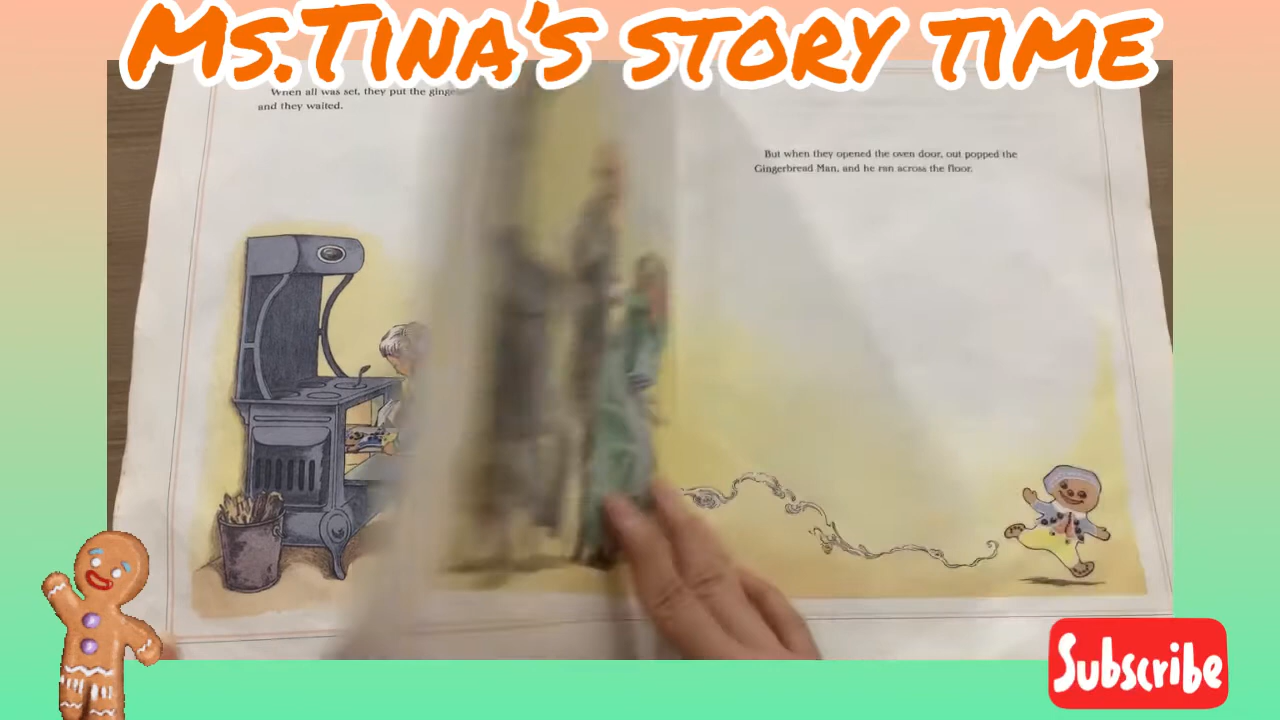 Ms.Tina's story time
When all was set, they put the
and they waited.
But when they opened the oven door, out popped the
Gingerbread Man, and he ran across the floor.
Subscribe